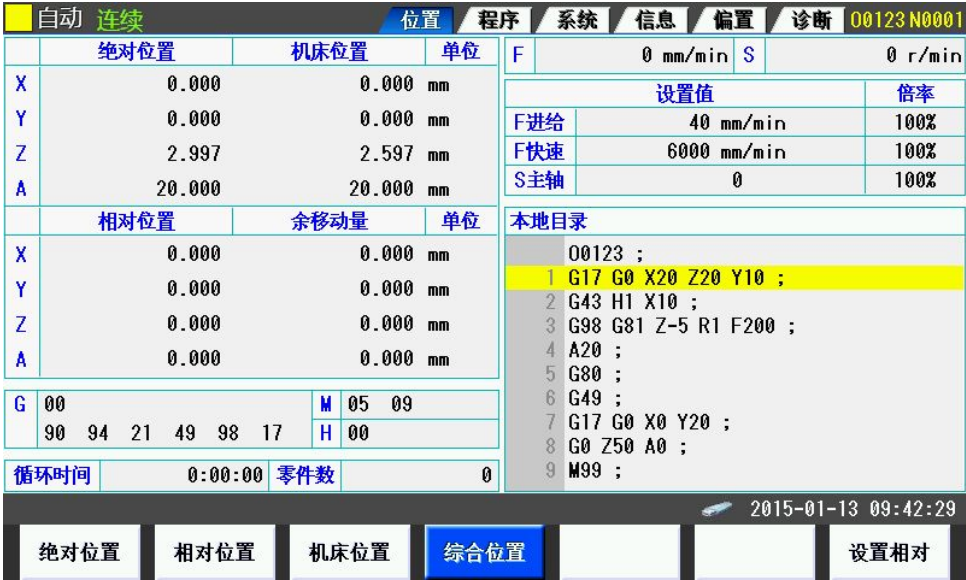 自动 连续 位置 程序 系统 信息 偏置 诊断 O0123 N0001
绝对位置 机床位置 单位
X 0.000 0.000 mm
Y 0.000 0.000 mm
Z 2.997 2.597 mm
A 20.000 20.000 mm
相对位置 余移动量 单位
X 0.000 0.000 mm
Y 0.000 0.000 mm
Z 0.000 0.000 mm
A 0.000 0.000 mm
G 00 M 05 09
90 94 21 49 98 17 H 00
循环时间 0:00:00 零件数 0
F 0 mm/min S 0 r/min
设置值 倍率
F进给 40 mm/min 100%
F快速 6000 mm/min 100%
S主轴 0 100%
本地目录
O0123 ;
1 G17 G0 X20 Z20 Y10 ;
2 G43 H1 X10 ;
3 G98 G81 Z-5 R1 F200 ;
4 A20 ;
5 G80 ;
6 G49 ;
7 G17 G0 X0 Y20 ;
8 G0 Z50 A0 ;
9 M99 ;
2015-01-13 09:42:29
绝对位置 相对位置 机床位置 综合位置 设置相对